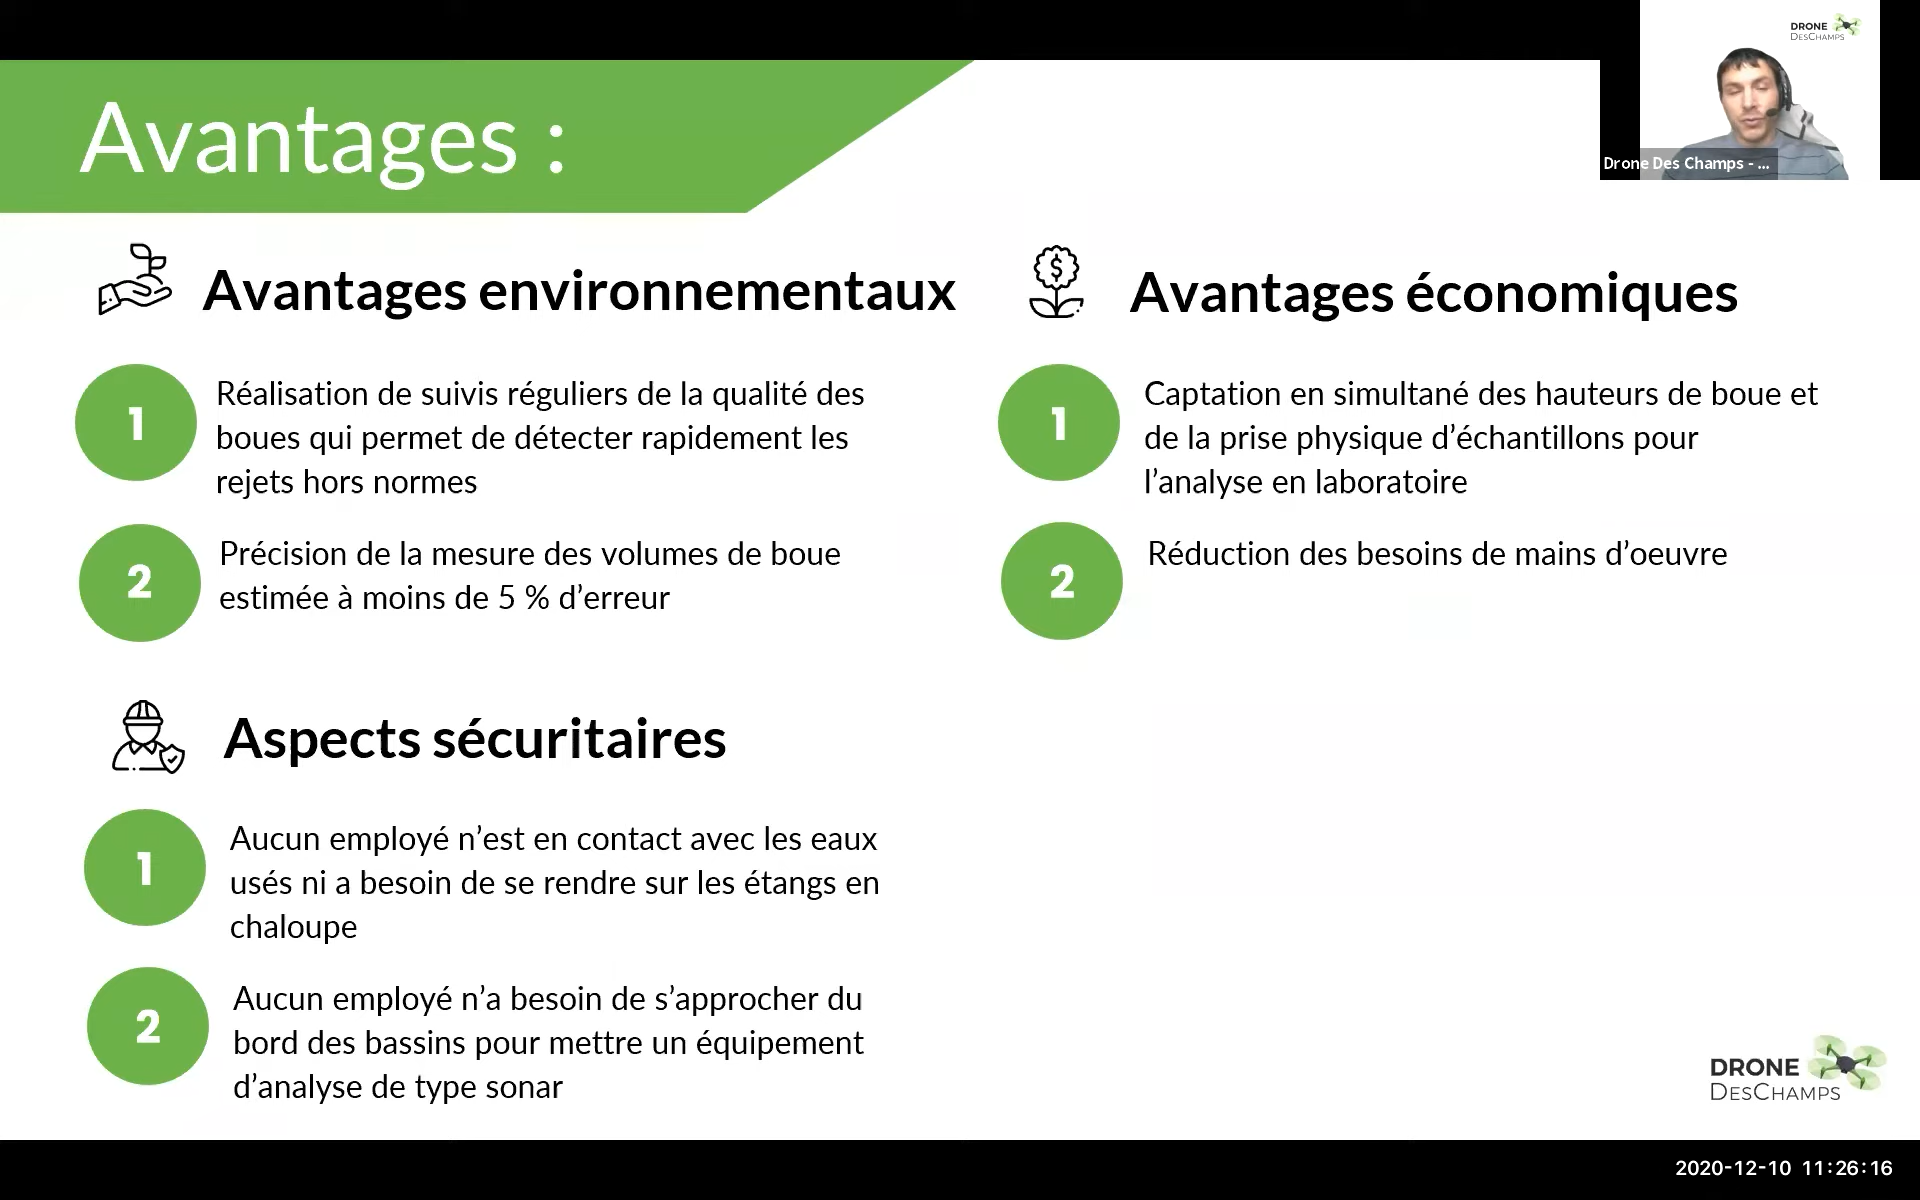 DRONE
DESCHAMPS
Drone Des Champs - ...
Avantages :
Avantages environnementaux
1
Réalisation de suivis réguliers de la qualité des
boues qui permet de détecter rapidement les
rejets hors normes
2
Précision de la mesure des volumes de boue
estimée à moins de 5 % d’erreur
Avantages économiques
$
1
Captation en simultané des hauteurs de boue et
de la prise physique d’échantillons pour
l’analyse en laboratoire
2
Réduction des besoins de mains d’oeuvre
Aspects sécuritaires
1
Aucun employé n’est en contact avec les eaux
usés ni a besoin de se rendre sur les étangs en
chaloupe
2
Aucun employé n’a besoin de s’approcher du
bord des bassins pour mettre un équipement
d’analyse de type sonar
DRONE
DESCHAMPS
2020-12-10 11:26:16